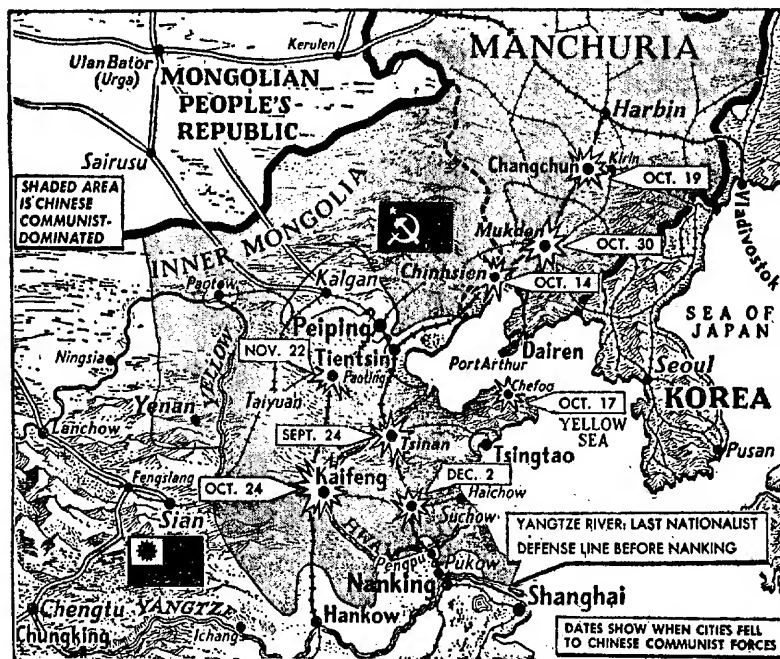 MANCHURIA
Kerulen
Ulan Bator
(Urga)
MONGOLIAN
PEOPLE'S-
REPUBLIC
Harbin
Sairusu
Changchun
Kirin
OCT. 19
SHADED AREA
IS CHINESE
COMMUNIST-
DOMINATED
Vladivostok
INNER MONGOLIA
Mukden
OCT. 30
Chinhsien
OCT. 14
Paotow
Kalgan
SEA OF
JAPAN
Peiping
NOV. 22
Tientsin
Paoting
Port Arthur
Dairen
Seoul
Ningsia
YELLOW
Chefoo
OCT. 17
KOREA
Yenan
Taiyuan
YELLOW
SEA
Lanchow
SEPT. 24
Tsinan
Tsingtao
Pusan
Fengslang
OCT. 24
Kaifeng
DEC. 2
Haichow
Sian
Suchow
HWAI
YANGTZE RIVER: LAST NATIONALIST
DEFENSE LINE BEFORE NANKING
Pengpu
Pukow
Nanking
Chengtu
YANGTZE
Shanghai
Hankow
Ichang
Chungking
DATES SHOW WHEN CITIES FELL
TO CHINESE COMMUNIST FORCES